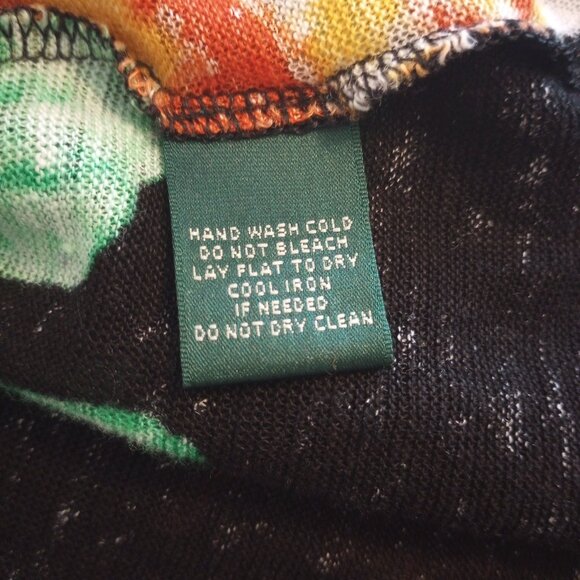 HAND WASH COLD
DO NOT BLEACH
LAY FLAT TO DRY
COOL IRON
IF NEEDED
DO NOT DRY CLEAN